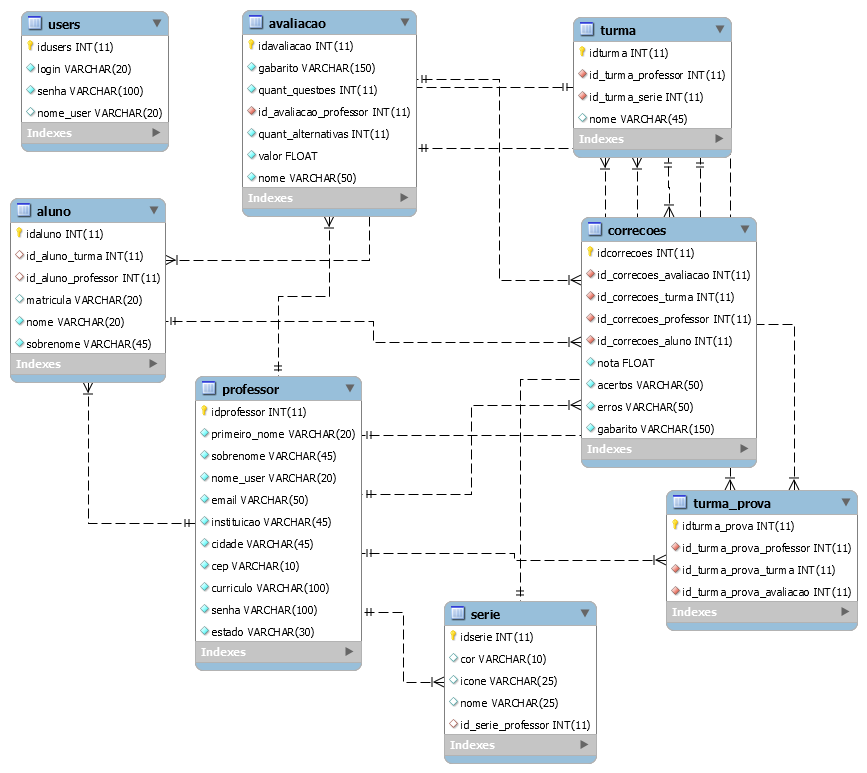 users
idusers INT(11)
login VARCHAR(20)
senha VARCHAR(100)
nome_user VARCHAR(20)
Indexes
avaliacao
idavaliacao INT(11)
gabarito VARCHAR(150)
quant_questoes INT(11)
id_avaliacao_professor INT(11)
quant_alternativas INT(11)
valor FLOAT
nome VARCHAR(50)
Indexes
turma
idturma INT(11)
id_turma_professor INT(11)
id_turma_serie INT(11)
nome VARCHAR(45)
Indexes
aluno
idaluno INT(11)
id_aluno_turma INT(11)
id_aluno_professor INT(11)
matricula VARCHAR(20)
nome VARCHAR(20)
sobrenome VARCHAR(45)
Indexes
correcoes
idcorrecoes INT(11)
id_correcoes_avaliacao INT(11)
id_correcoes_turma INT(11)
id_correcoes_professor INT(11)
id_correcoes_aluno INT(11)
nota FLOAT
acertos VARCHAR(50)
erros VARCHAR(50)
gabarito VARCHAR(150)
Indexes
professor
idprofessor INT(11)
primeiro_nome VARCHAR(20)
sobrenome VARCHAR(45)
nome_user VARCHAR(20)
email VARCHAR(50)
instituicao VARCHAR(45)
cidade VARCHAR(45)
cep VARCHAR(10)
curriculo VARCHAR(100)
senha VARCHAR(100)
estado VARCHAR(30)
Indexes
turma_prova
idturma_prova INT(11)
id_turma_prova_professor INT(11)
id_turma_prova_turma INT(11)
id_turma_prova_avaliacao INT(11)
Indexes
serie
idserie INT(11)
cor VARCHAR(10)
icone VARCHAR(25)
nome VARCHAR(25)
id_serie_professor INT(11)
Indexes